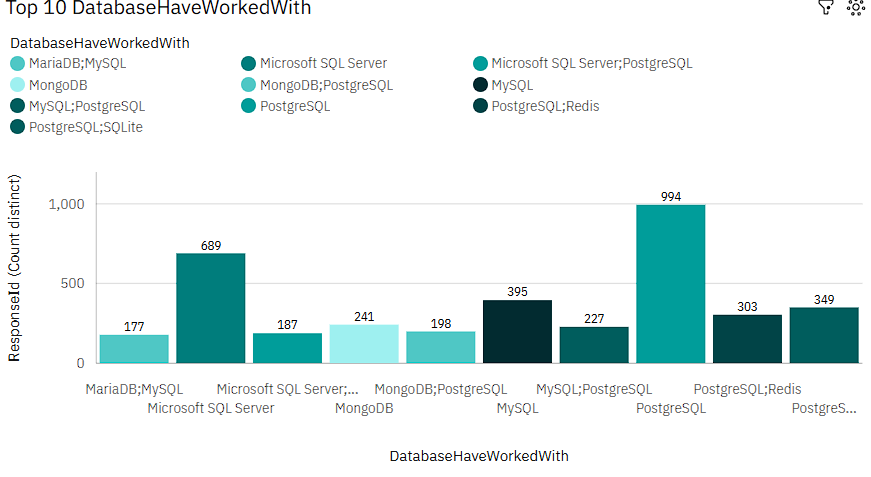 Top 10 DatabaseHaveWorkedWith
DatabaseHaveWorkedWith
MariaDB;MySQL
Microsoft SQL Server
Microsoft SQL Server;PostgreSQL
MongoDB
MongoDB;PostgreSQL
MySQL
MySQL;PostgreSQL
PostgreSQL
PostgreSQL;Redis
PostgreSQL;SQLite
ResponseId (Count distinct)
1,000
500
0
177
689
187
241
198
395
227
994
303
349
MariaDB;MySQL
Microsoft SQL Server;...
MongoDB;PostgreSQL
MySQL;PostgreSQL
PostgreSQL;Redis
Microsoft SQL Server
MongoDB
MySQL
PostgreSQL
PostgreS...
DatabaseHaveWorkedWith